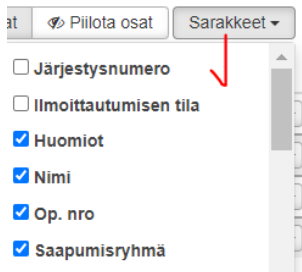 at Piilota osat Sarakkeet
Järjestysnumero
Ilmoittautumisen tila
Huomiot
Nimi
Op. nro
Saapumisryhmä